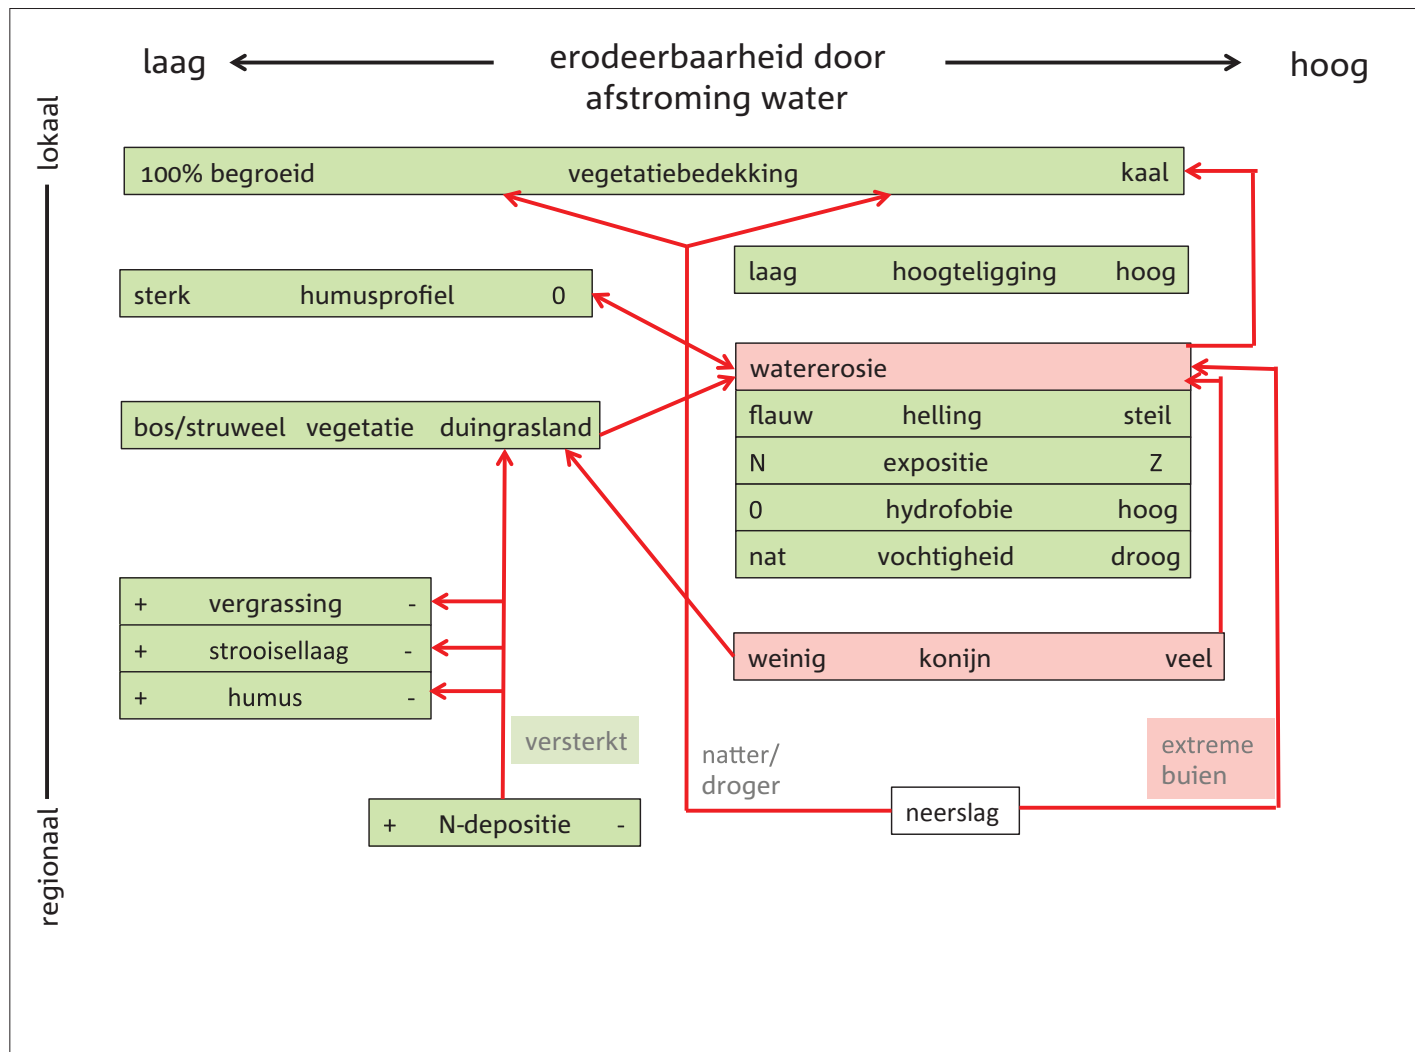 laag erodeerbaarheid door hoog
afstroming water
lokaal
100% begroeid vegetatiebedekking kaal
laag hoogteligging hoog
sterk humusprofiel 0
watererosie
flauw helling steil
bos/struweel vegetatie duingrasland
N expositie Z
0 hydrofobie hoog
nat vochtigheid droog
+ vergrassing -
+ strooisellaag -
weinig konijn veel
+ humus -
versterkt
natter/
droger
extreme
buien
neerslag
+ N-depositie -
regionaal